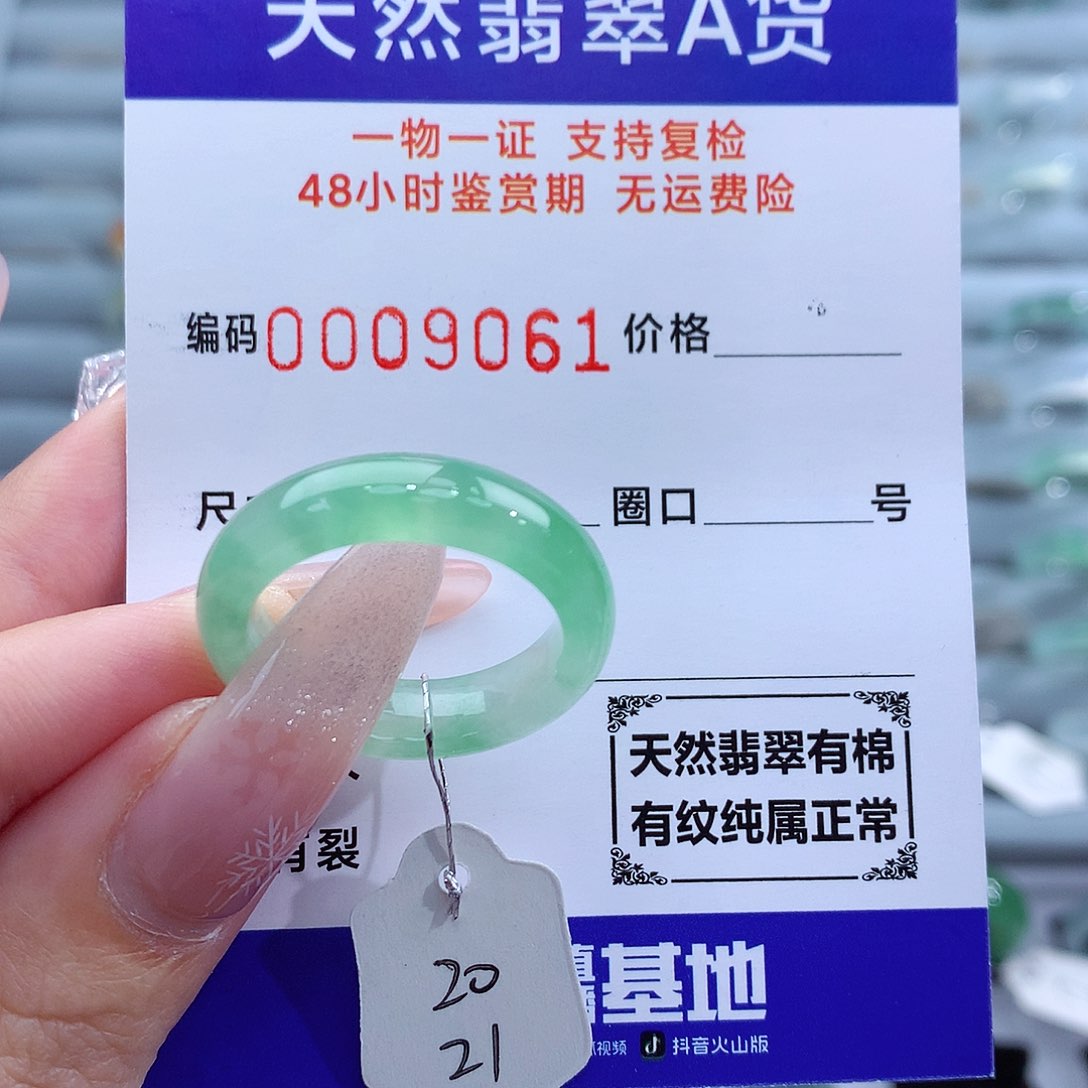 天然翡翠A货
一物一证 支持复检
48小时鉴赏期 无运费险
编码0009061 价格
尺 圈口 号
天然翡翠有棉
有纹纯属正常
有裂
基地
视频 抖音火山版
20
21